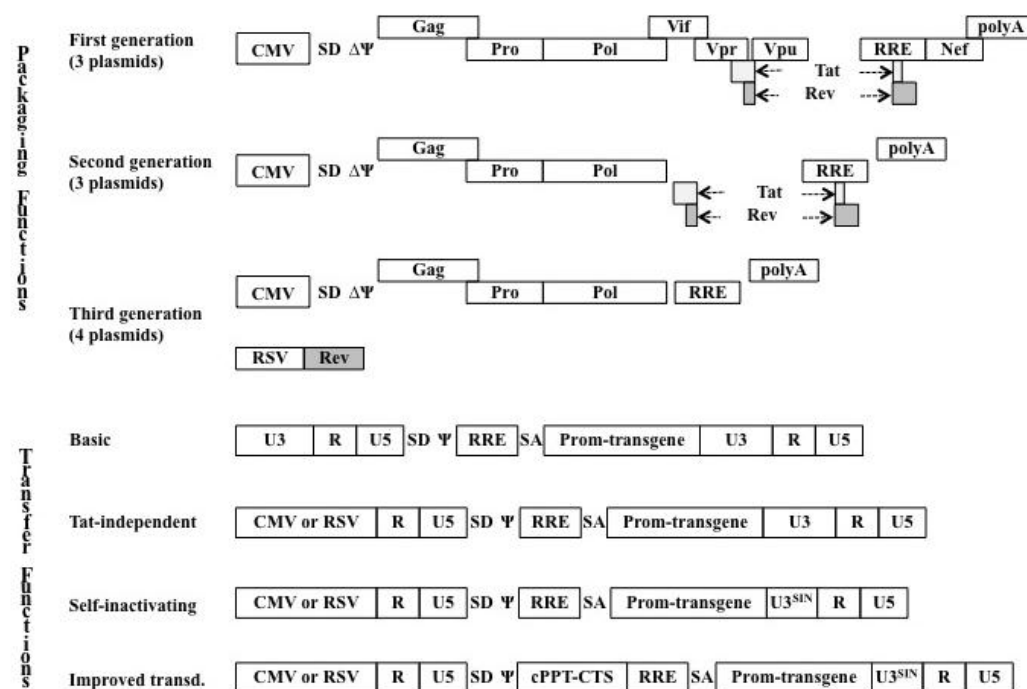 Packaging Functions
First generation
(3 plasmids)
CMV SD ΔΨ Gag Pro Pol Vif Vpr Vpu RRE Nef polyA
Tat
Rev
Second generation
(3 plasmids)
CMV SD ΔΨ Gag Pro Pol RRE polyA
Tat
Rev
Third generation
(4 plasmids)
CMV SD ΔΨ Gag Pro Pol RRE polyA
RSV Rev
Transfer Functions
Basic
U3 R U5 SD Ψ RRE SA Prom-transgene U3 R U5
Tat-independent
CMV or RSV R U5 SD Ψ RRE SA Prom-transgene U3 R U5
Self-inactivating
CMV or RSV R U5 SD Ψ RRE SA Prom-transgene U3SIN R U5
Improved transd.
CMV or RSV R U5 SD Ψ cPPT-CTS RRE SA Prom-transgene U3SIN R U5